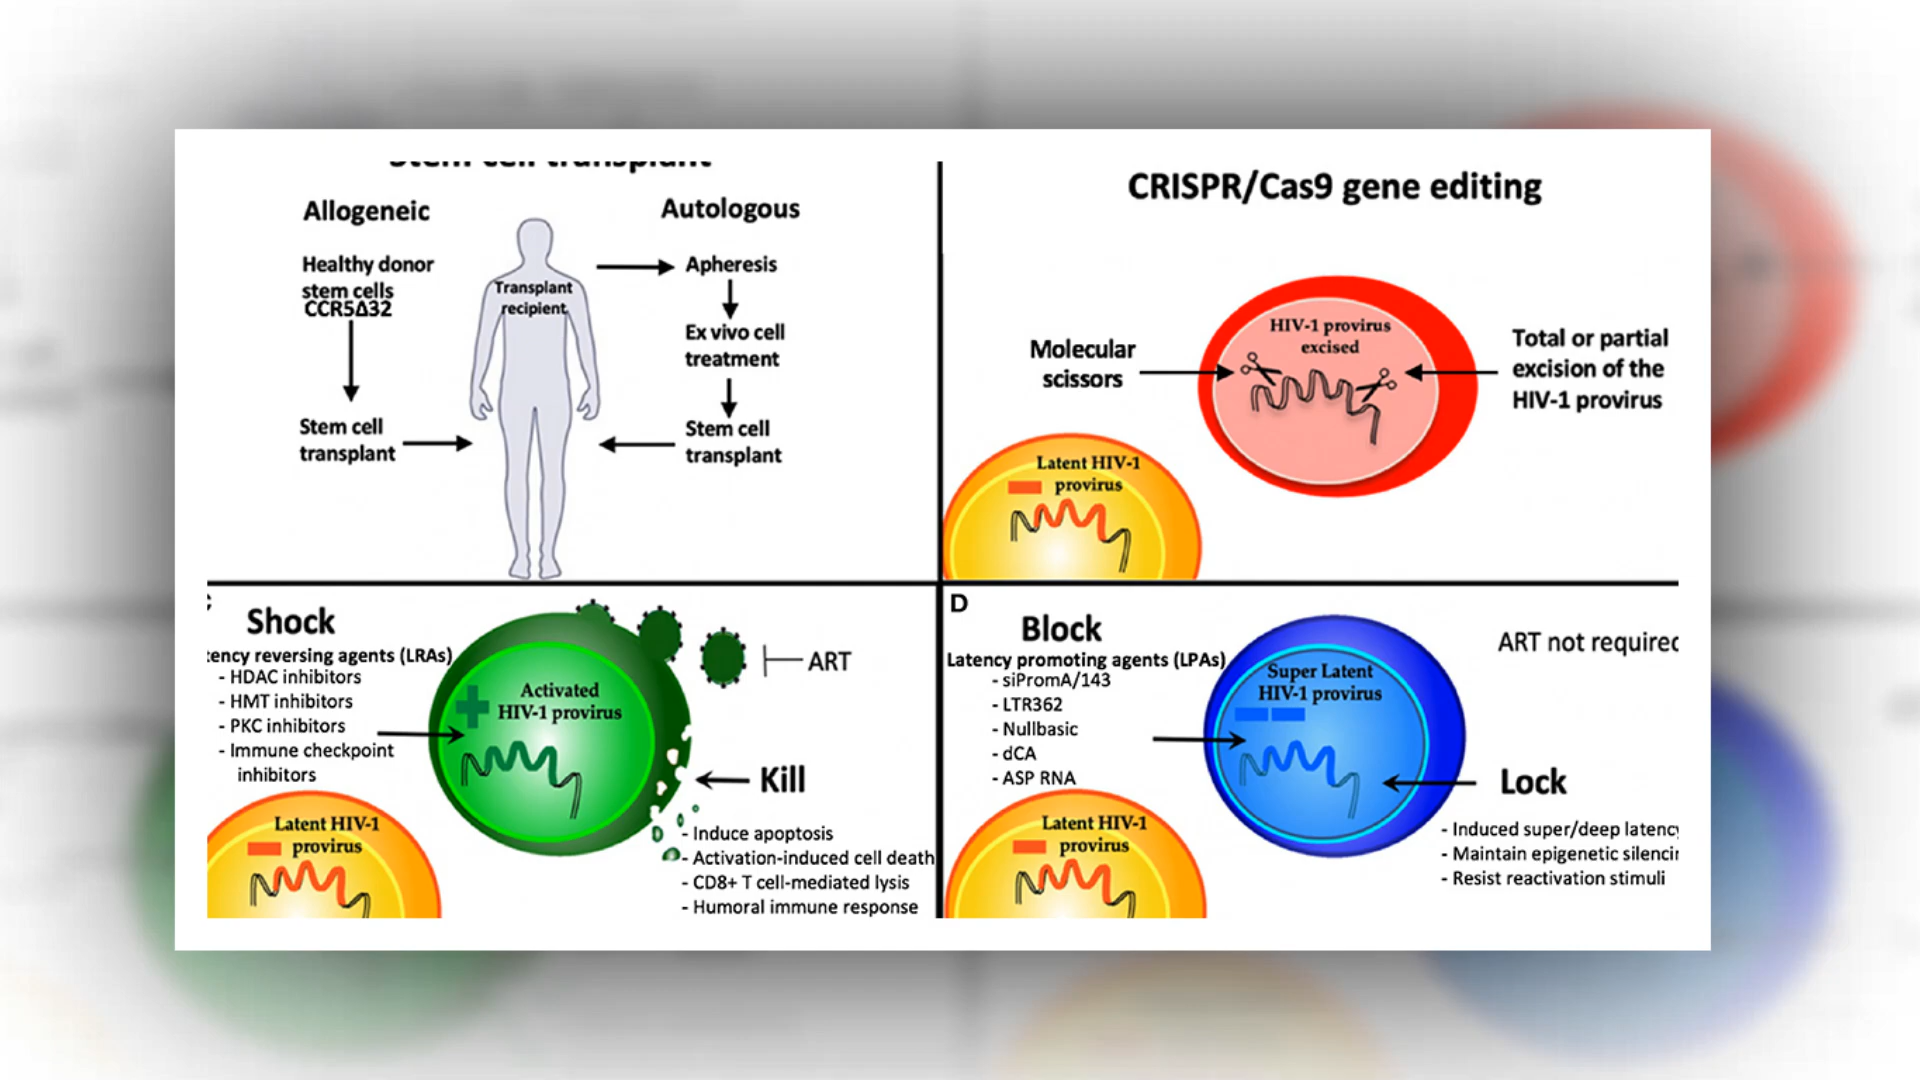 Stem cell transplant
Allogeneic
Autologous
Healthy donor
stem cells
CCR5Δ32
Stem cell
transplant
Transplant
recipient
Apheresis
Ex vivo cell
treatment
Stem cell
transplant
CRISPR/Cas9 gene editing
Molecular
scissors
HIV-1 provirus
excised
Total or partial
excision of the
HIV-1 provirus
Latent HIV-1
provirus
Shock
tency reversing agents (LRAs)
- HDAC inhibitors
- HMT inhibitors
- PKC inhibitors
- Immune checkpoint
inhibitors
Activated
HIV-1 provirus
ART
Kill
- Induce apoptosis
- Activation-induced cell death
- CD8+ T cell-mediated lysis
- Humoral immune response
Latent HIV-1
provirus
D
Block
Latency promoting agents (LPAs)
- siPromA/143
- LTR362
- Nullbasic
- dCA
- ASP RNA
Super Latent
HIV-1 provirus
ART not required
Lock
- Induced super/deep latency
- Maintain epigenetic silencin
- Resist reactivation stimuli
Latent HIV-1
provirus